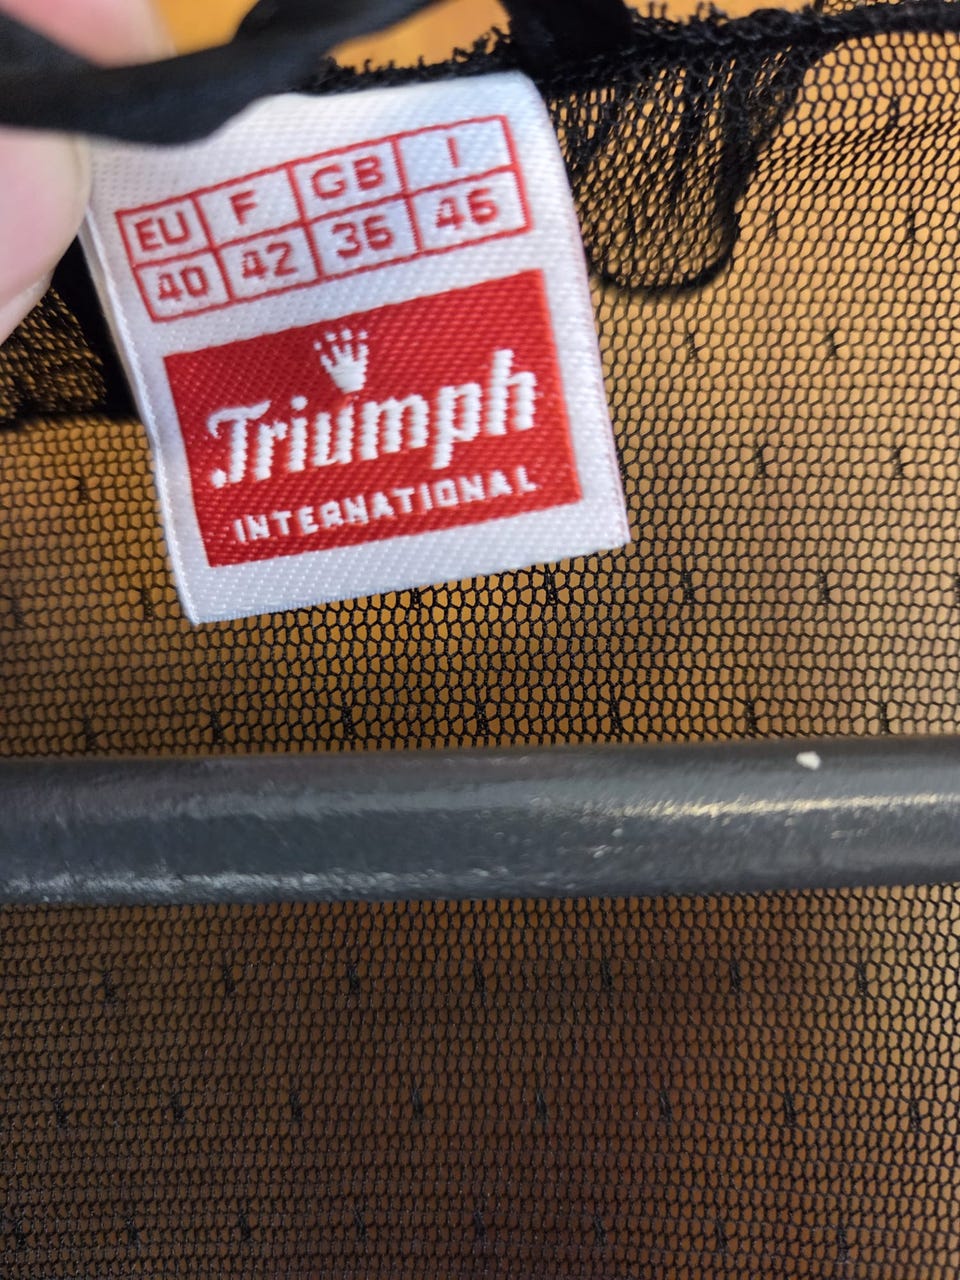 EU F GB I
40 42 36 46
Triumph
INTERNATIONAL